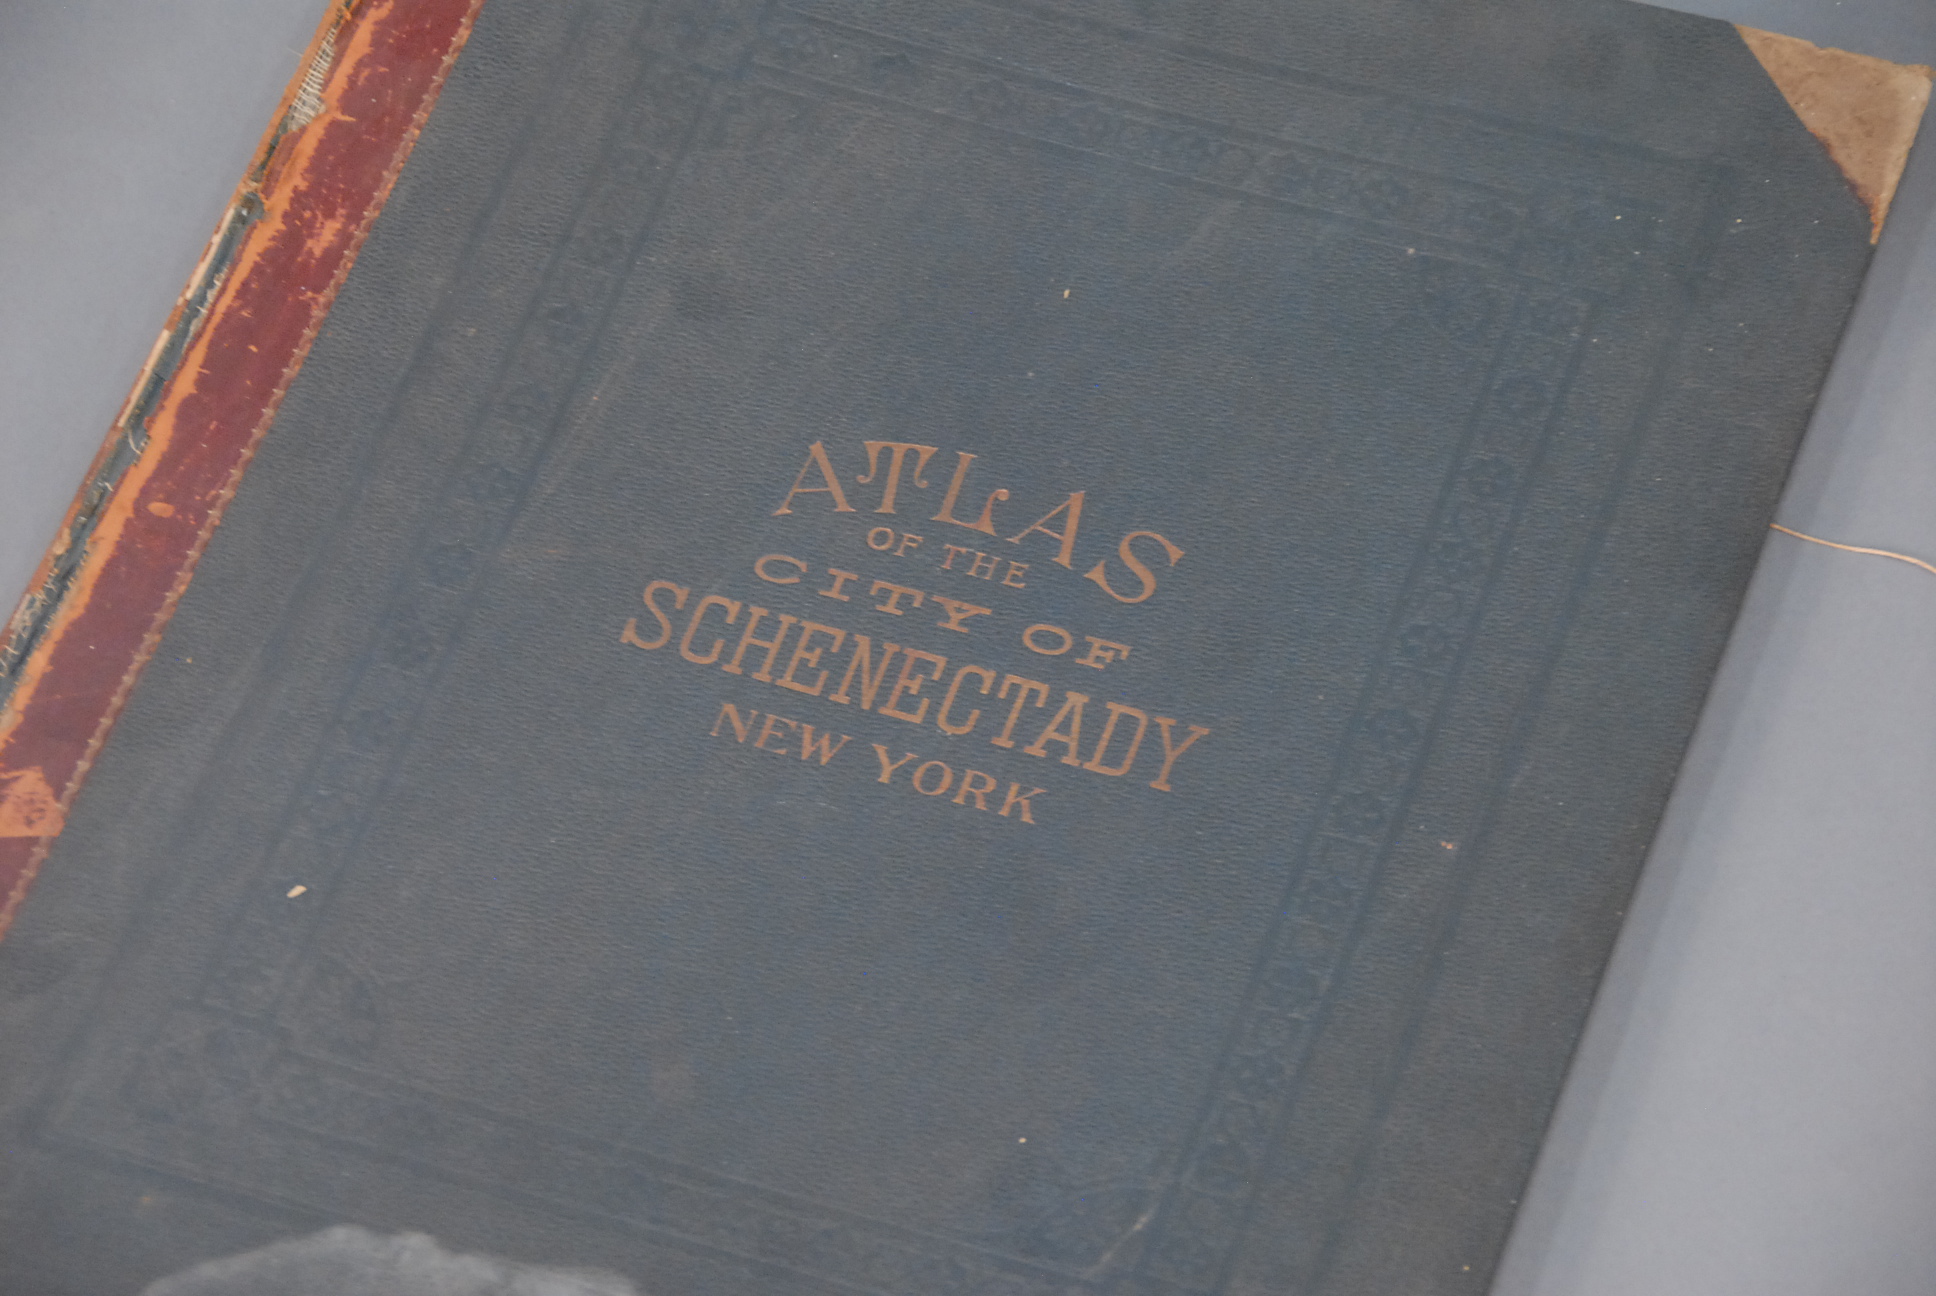 ATLAS
OF THE
CITY OF
SCHENECTADY
NEW YORK